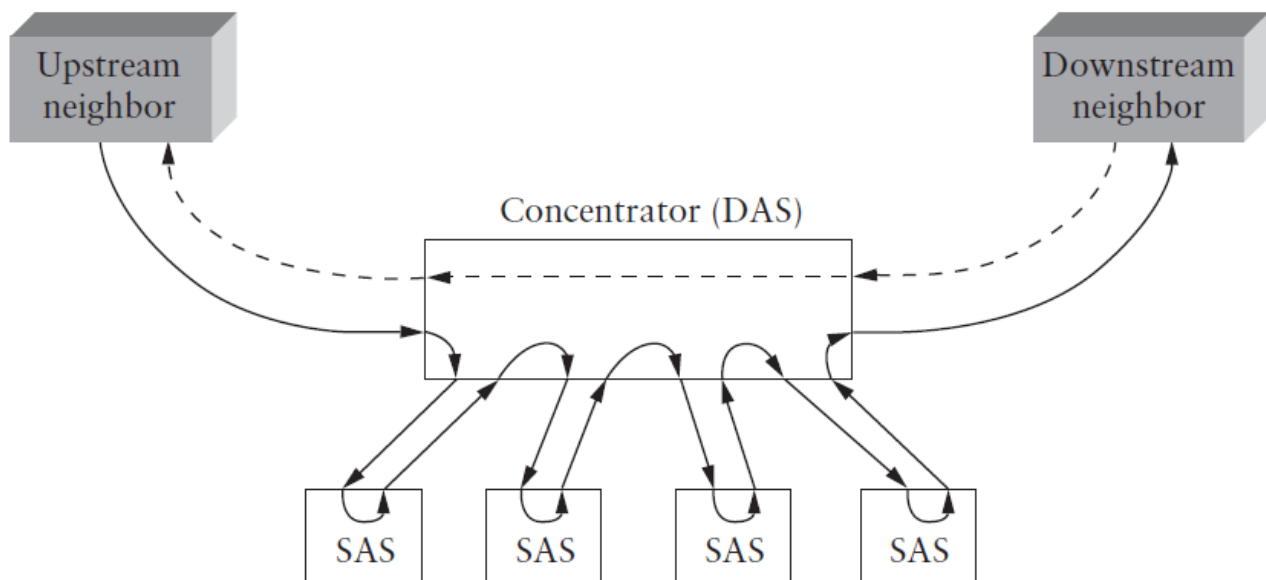 Upstream
neighbor
Downstream
neighbor
Concentrator (DAS)
SAS
SAS
SAS
SAS